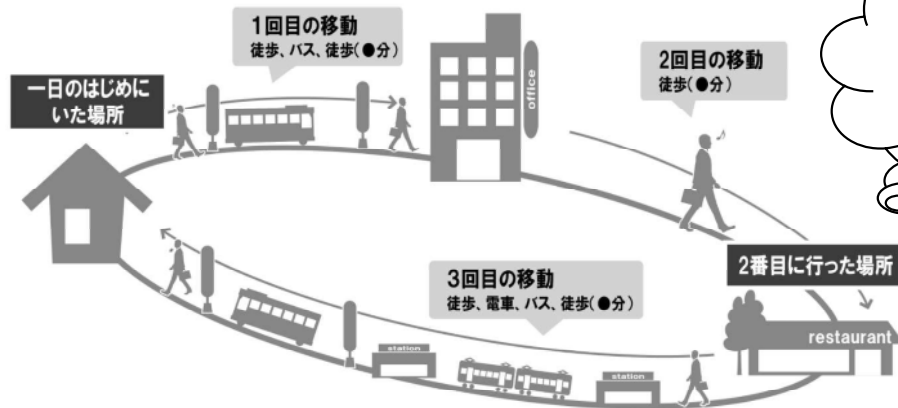 1回目の移動
徒歩、バス、徒歩(●分)
2回目の移動
徒歩(●分)
一日のはじめに
いた場所
office
2番目に行った場所
3回目の移動
徒歩、電車、バス、徒歩(●分)
restaurant
station
station